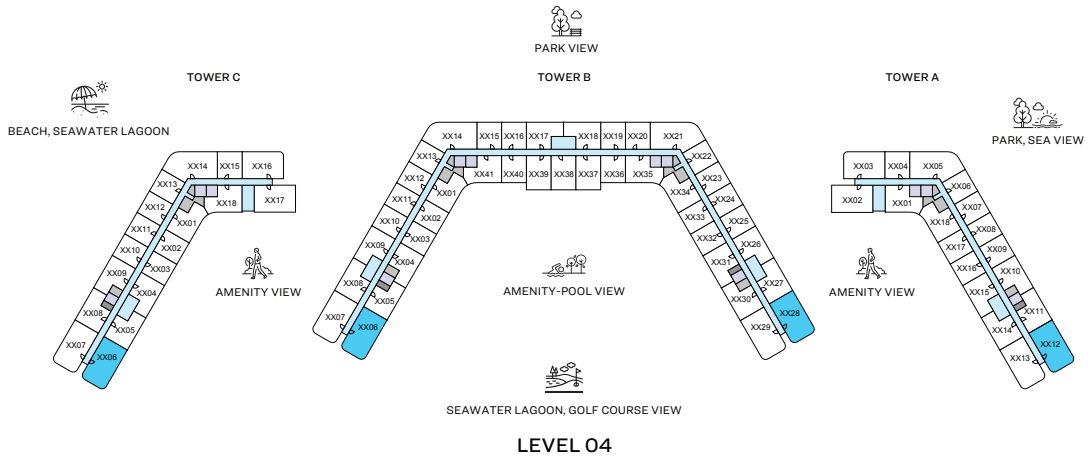 PARK VIEW
TOWER C
TOWER B
TOWER A
BEACH, SEAWATER LAGOON
PARK, SEA VIEW
XX14 XX15 XX16
XX13
XX12
XX11
XX10
XX09
XX08
XX07
XX01
XX02
XX03
XX04
XX05
XX06
XX18 XX17
XX14 XX15 XX16 XX17 XX18 XX19 XX20 XX21
XX13
XX12
XX11
XX10
XX09
XX08
XX07
XX01
XX02
XX03
XX04
XX05
XX06
XX41 XX40 XX39 XX38 XX37 XX36 XX35
XX22
XX23
XX24
XX25
XX26
XX27
XX28
XX34
XX33
XX32
XX31
XX30
XX29
XX03 XX04 XX05
XX02 XX01
XX06
XX07
XX08
XX09
XX10
XX11
XX12
XX18
XX17
XX16
XX15
XX14
XX13
AMENITY VIEW
AMENITY-POOL VIEW
AMENITY VIEW
SEAWATER LAGOON, GOLF COURSE VIEW
LEVEL 04